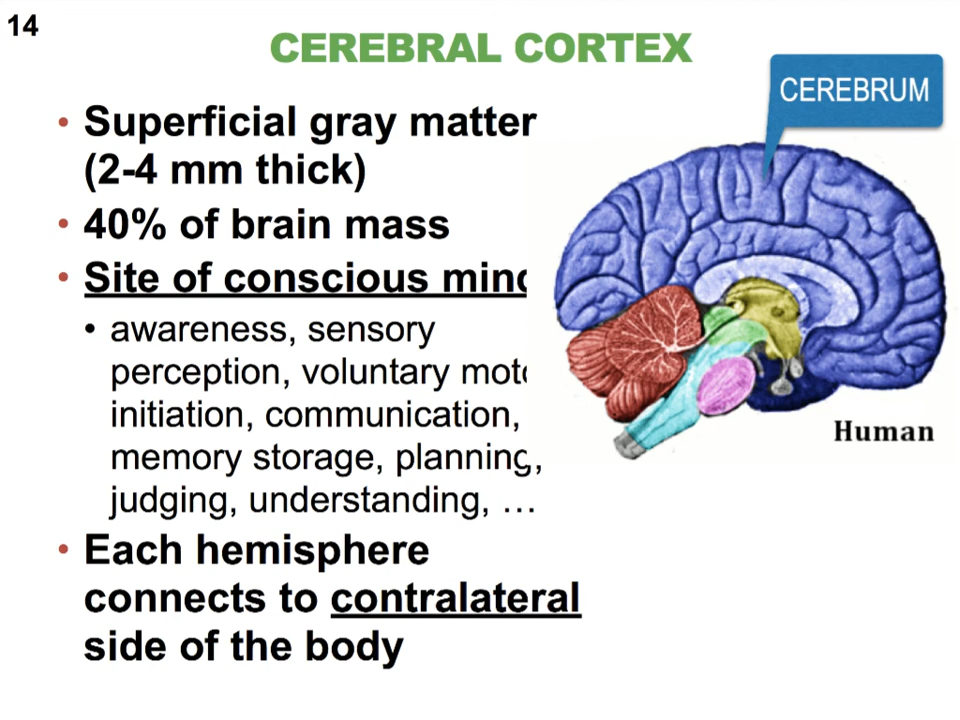 14
CEREBRAL CORTEX
CEREBRUM
• Superficial gray matter
(2-4 mm thick)
• 40% of brain mass
• Site of conscious
• awareness, sensory
perception, voluntary
initiation, communication,
memory storage, planning,
judging, understanding, …
Human
• Each hemisphere
connects to contralateral
side of the body